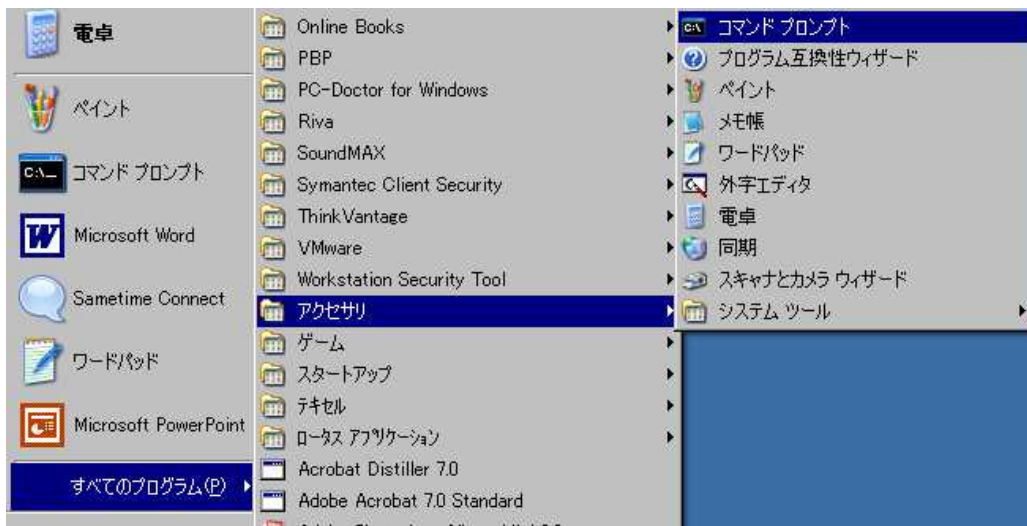 電卓
ペイント
コマンド プロンプト
Microsoft Word
Sametime Connect
ワードパッド
Microsoft PowerPoint
すべてのプログラム(P)
Online Books
PBP
PC-Doctor for Windows
Riva
SoundMAX
Symantec Client Security
ThinkVantage
VMware
Workstation Security Tool
アクセサリ
ゲーム
スタートアップ
テキセル
ロータス アプリケーション
Acrobat Distiller 7.0
Adobe Acrobat 7.0 Standard
コマンド プロンプト
プログラム互換性ウィザード
ペイント
メモ帳
ワードパッド
外字エディタ
電卓
同期
スキャナとカメラ ウィザード
システム ツール